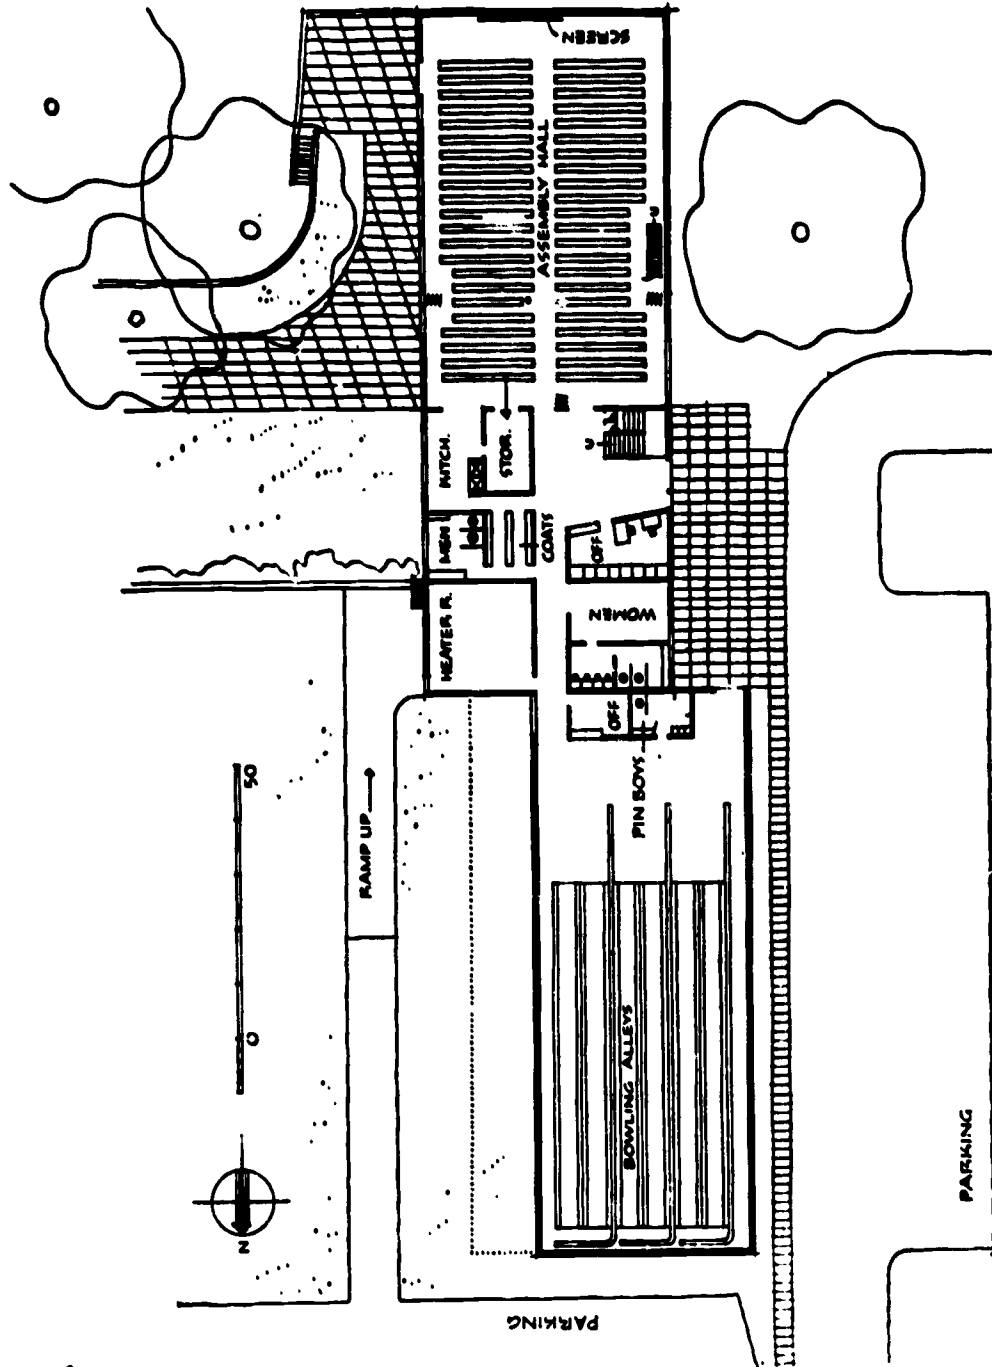 SCREEN
ASSEMBLY HALL
U
KITCH.
STOR.
U
MEN
COATS
OFF
HEATER R.
WOMEN
OFF
PIN BOYS
50
0
RAMP UP
BOWLING ALLEYS
N
PARKING
PARKING